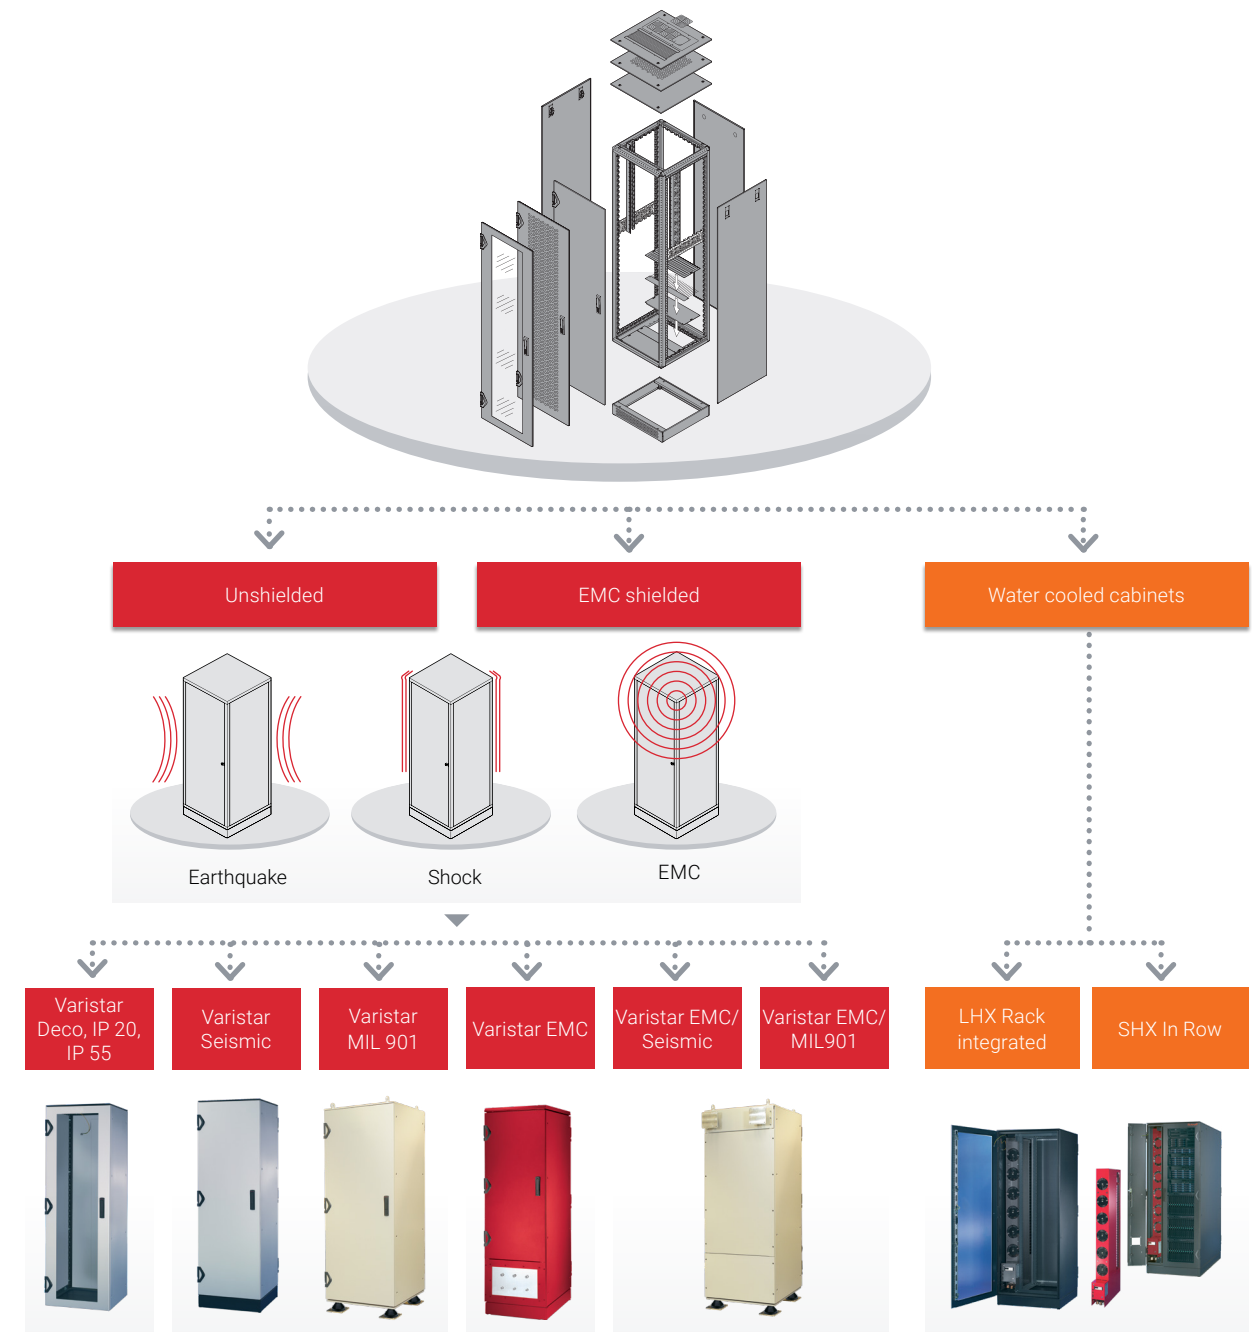 Unshielded
EMC shielded
Water cooled cabinets
Earthquake
Shock
EMC
Varistar
Deco, IP 20,
IP 55
Varistar
Seismic
Varistar
MIL 901
Varistar EMC
Varistar EMC/
Seismic
Varistar EMC/
MIL901
LHX Rack
integrated
SHX In Row